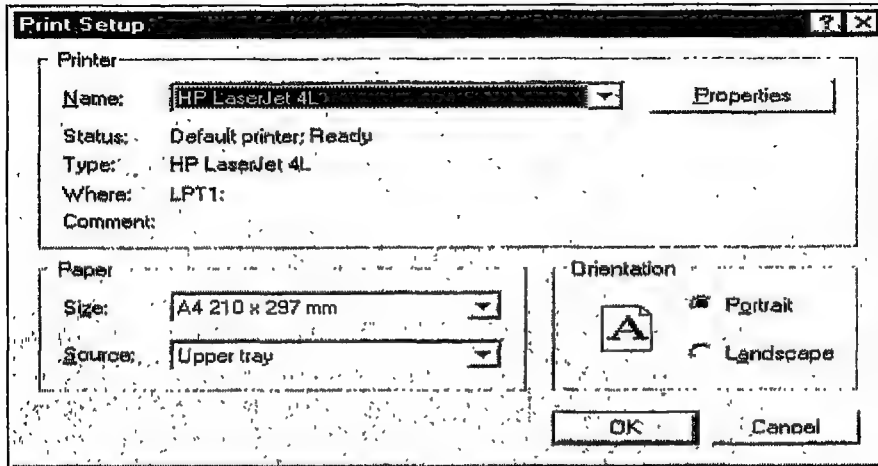 Print Setup
Printer
Name: HP LaserJet 4L Properties
Status: Default printer; Ready
Type: HP LaserJet 4L
Where: LPT1:
Comment:
Paper
Size: A4 210 x 297 mm
Source: Upper tray
Orientation
A
Portrait
Landscape
OK Cancel